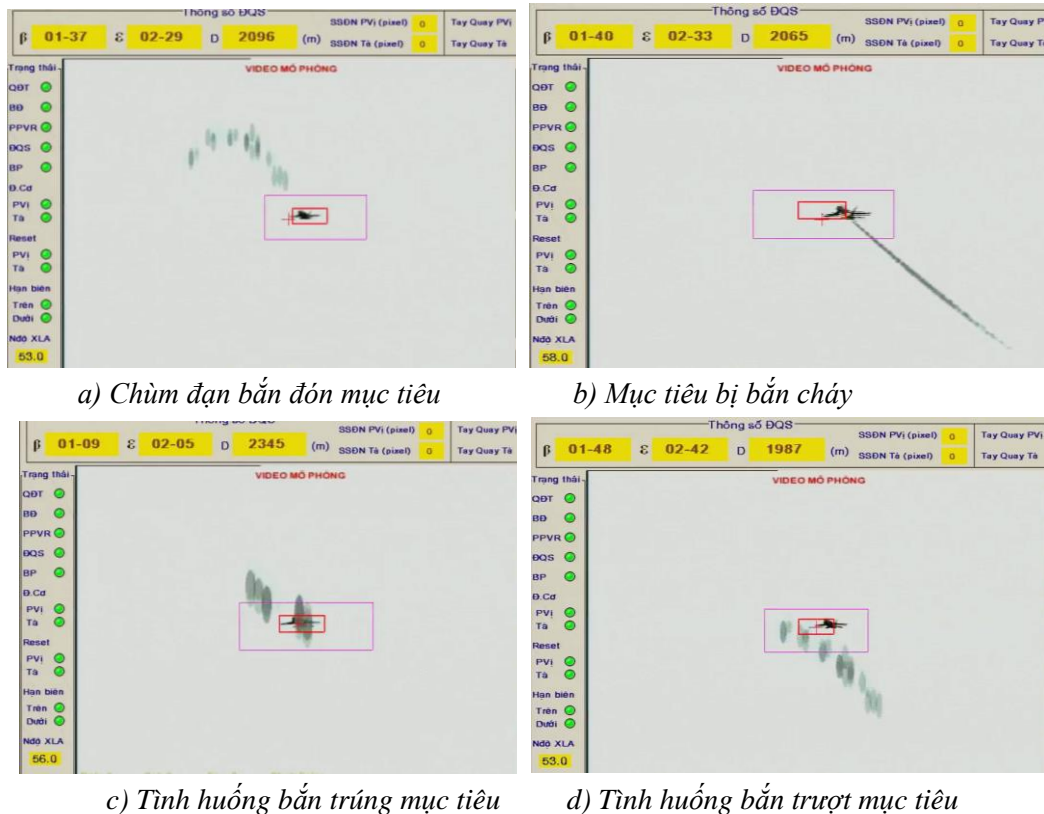 Thông số ĐQS
β 01-37 ε 02-29 D 2096 (m) SSĐN PVị (pixel) 0 Tay Quay PVị
SSĐN Tà (pixel) 0 Tay Quay Tà
Trạng thái
VIDEO MÔ PHỎNG
QĐT
BĐ
PPVR
ĐQS
BP
Đ.Cơ
PVị
Tà
Reset
PVị
Tà
Hạn biên
Trên
Dưới
Nđộ XLA
53.0
a) Chùm đạn bắn đón mục tiêu
Thông số ĐQS
β 01-40 ε 02-33 D 2065 (m) SSĐN PVị (pixel) 0 Tay Quay P
SSĐN Tà (pixel) 0 Tay Quay T
Trạng thái
VIDEO MÔ PHỎNG
QĐT
BĐ
PPVR
ĐQS
BP
Đ.Cơ
PVị
Tà
Reset
PVị
Tà
Hạn biên
Trên
Dưới
Nđộ XLA
58.0
b) Mục tiêu bị bắn cháy
Thông số ĐQS
β 01-09 ε 02-05 D 2345 (m) SSĐN PVị (pixel) 0 Tay Quay PVị
SSĐN Tà (pixel) 0 Tay Quay Tà
Trạng thái
VIDEO MÔ PHỎNG
QĐT
BĐ
PPVR
ĐQS
BP
Đ.Cơ
PVị
Tà
Reset
PVị
Tà
Hạn biên
Trên
Dưới
Nđộ XLA
56.0
c) Tình huống bắn trúng mục tiêu
Thông số ĐQS
β 01-48 ε 02-42 D 1987 (m) SSĐN PVị (pixel) 0 Tay Quay PVị
SSĐN Tà (pixel) 0 Tay Quay Tà
Trạng thái
VIDEO MÔ PHỎNG
QĐT
BĐ
PPVR
ĐQS
BP
Đ.Cơ
PVị
Tà
Reset
PVị
Tà
Hạn biên
Trên
Dưới
Nđộ XLA
53.0
d) Tình huống bắn trượt mục tiêu